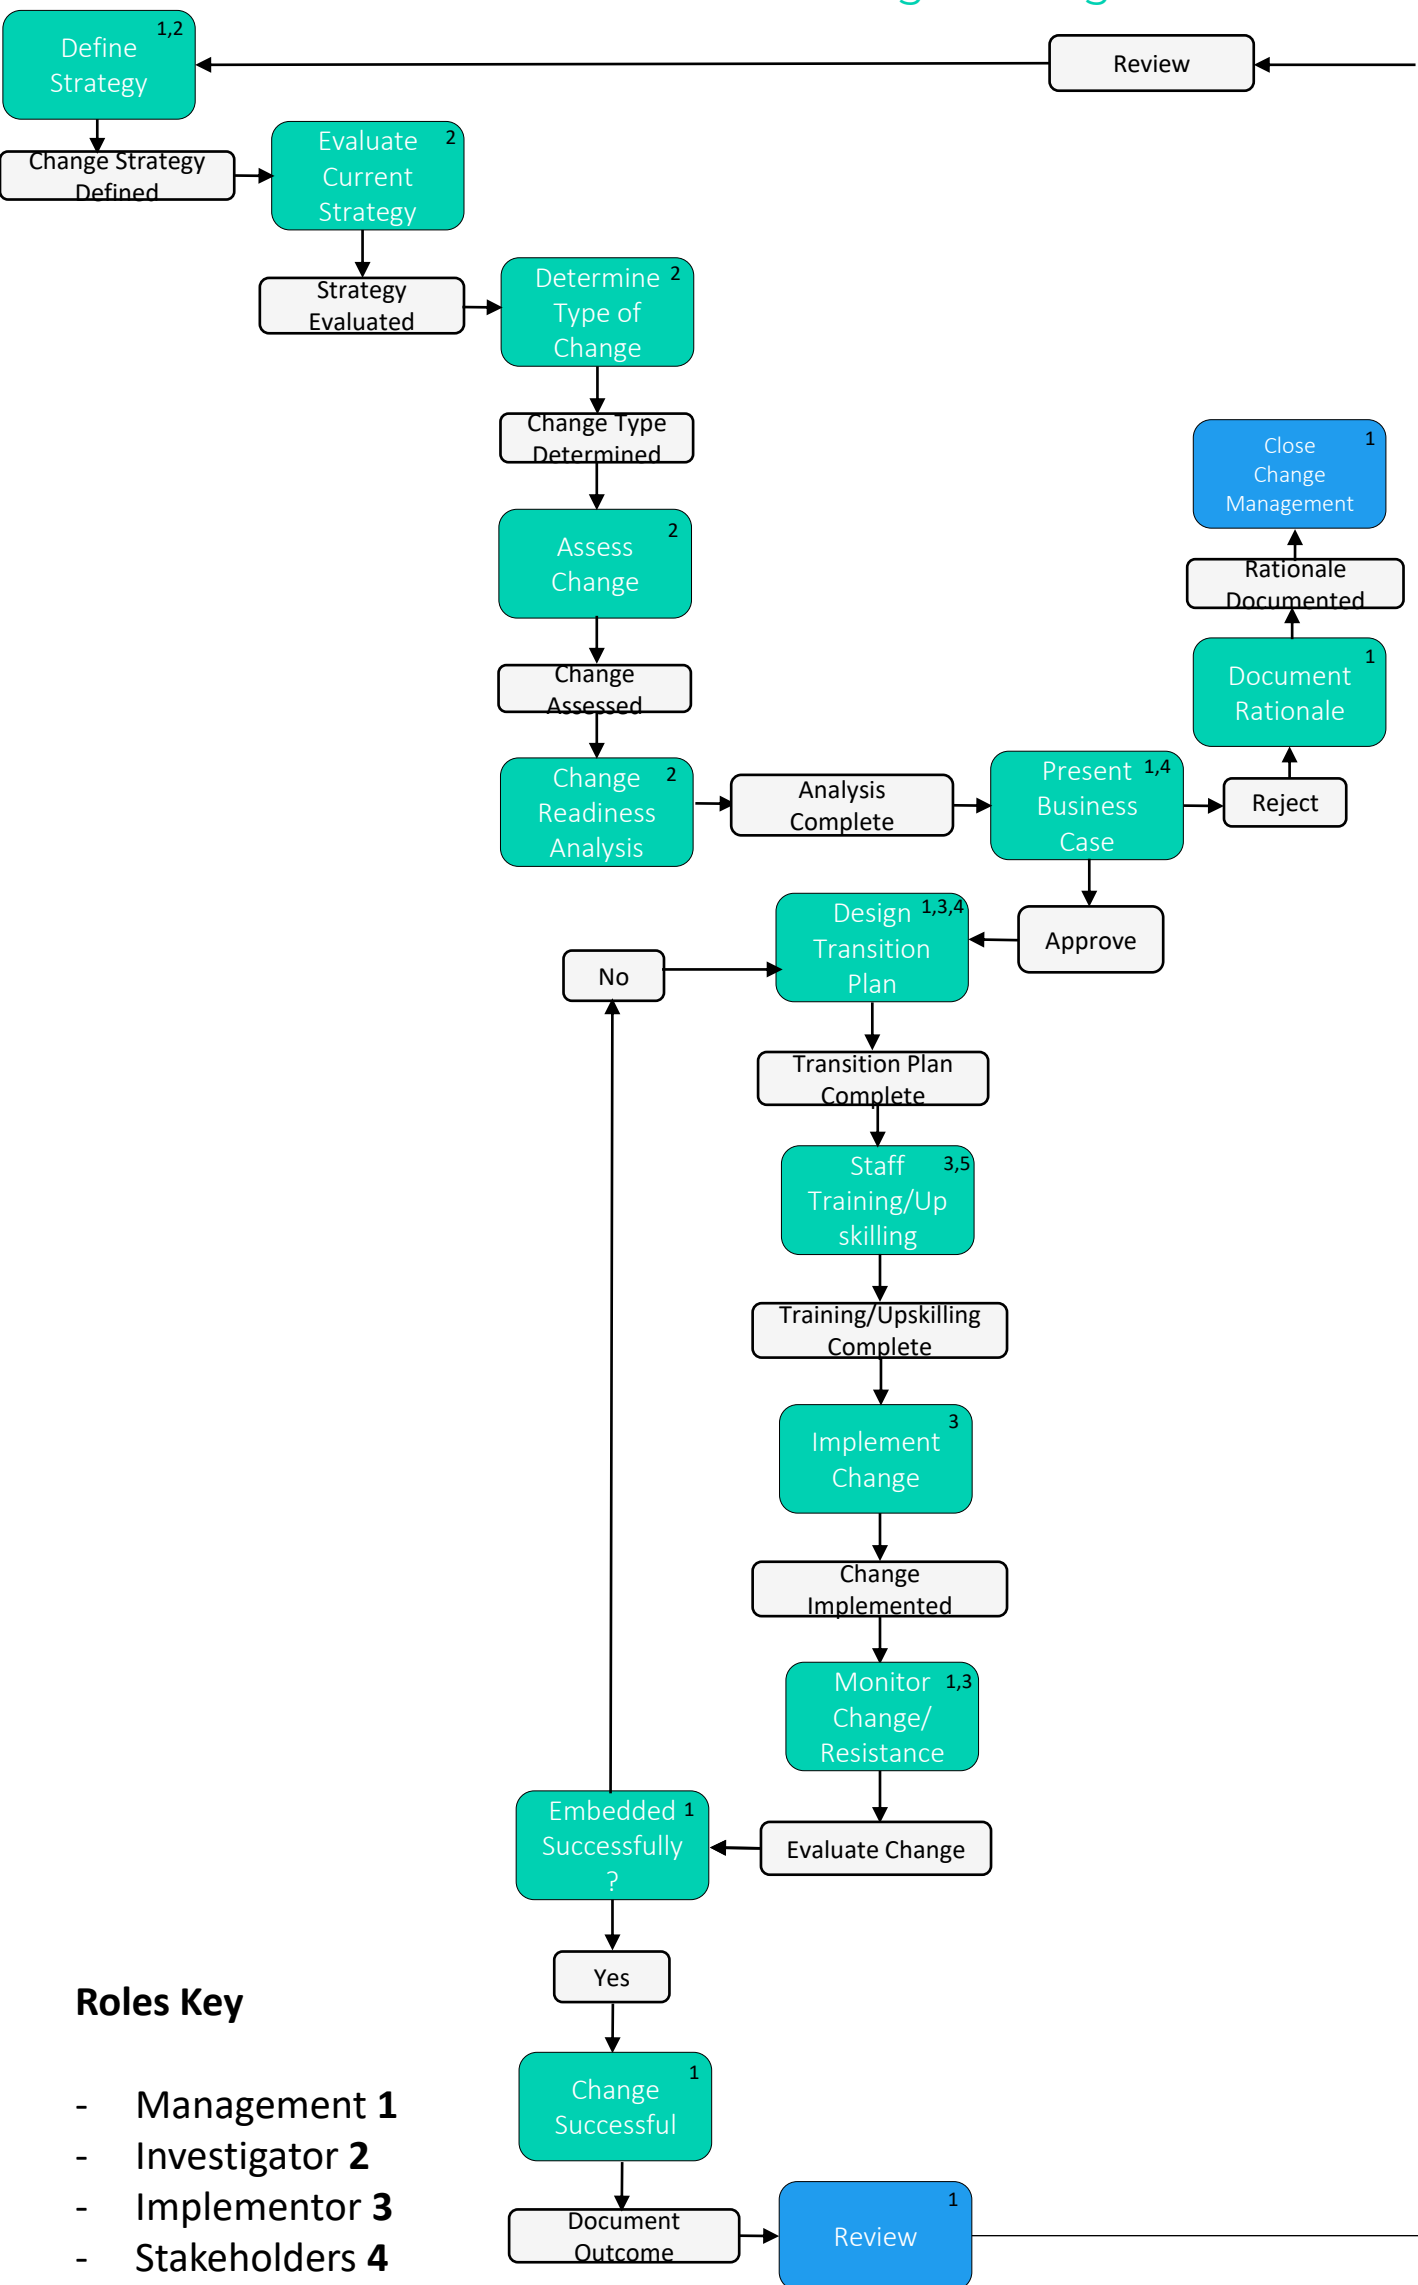 1,2
Define
Strategy
Review
Change Strategy
Defined
2
Evaluate
Current
Strategy
Strategy
Evaluated
2
Determine
Type of
Change
Change Type
Determined
1
Close
Change
Management
2
Assess
Change
Rationale
Documented
1
Document
Rationale
Change
Assessed
2
Change
Readiness
Analysis
Analysis
Complete
1,4
Present
Business
Case
Reject
1,3,4
Design
Transition
Plan
Approve
No
Transition Plan
Complete
3,5
Staff
Training/Up
skilling
Training/Upskilling
Complete
3
Implement
Change
Change
Implemented
1,3
Monitor
Change/
Resistance
1
Embedded
Successfully
?
Evaluate Change
Yes
Roles Key
- Management 1
- Investigator 2
- Implementor 3
- Stakeholders 4
1
Change
Successful
Document
Outcome
1
Review